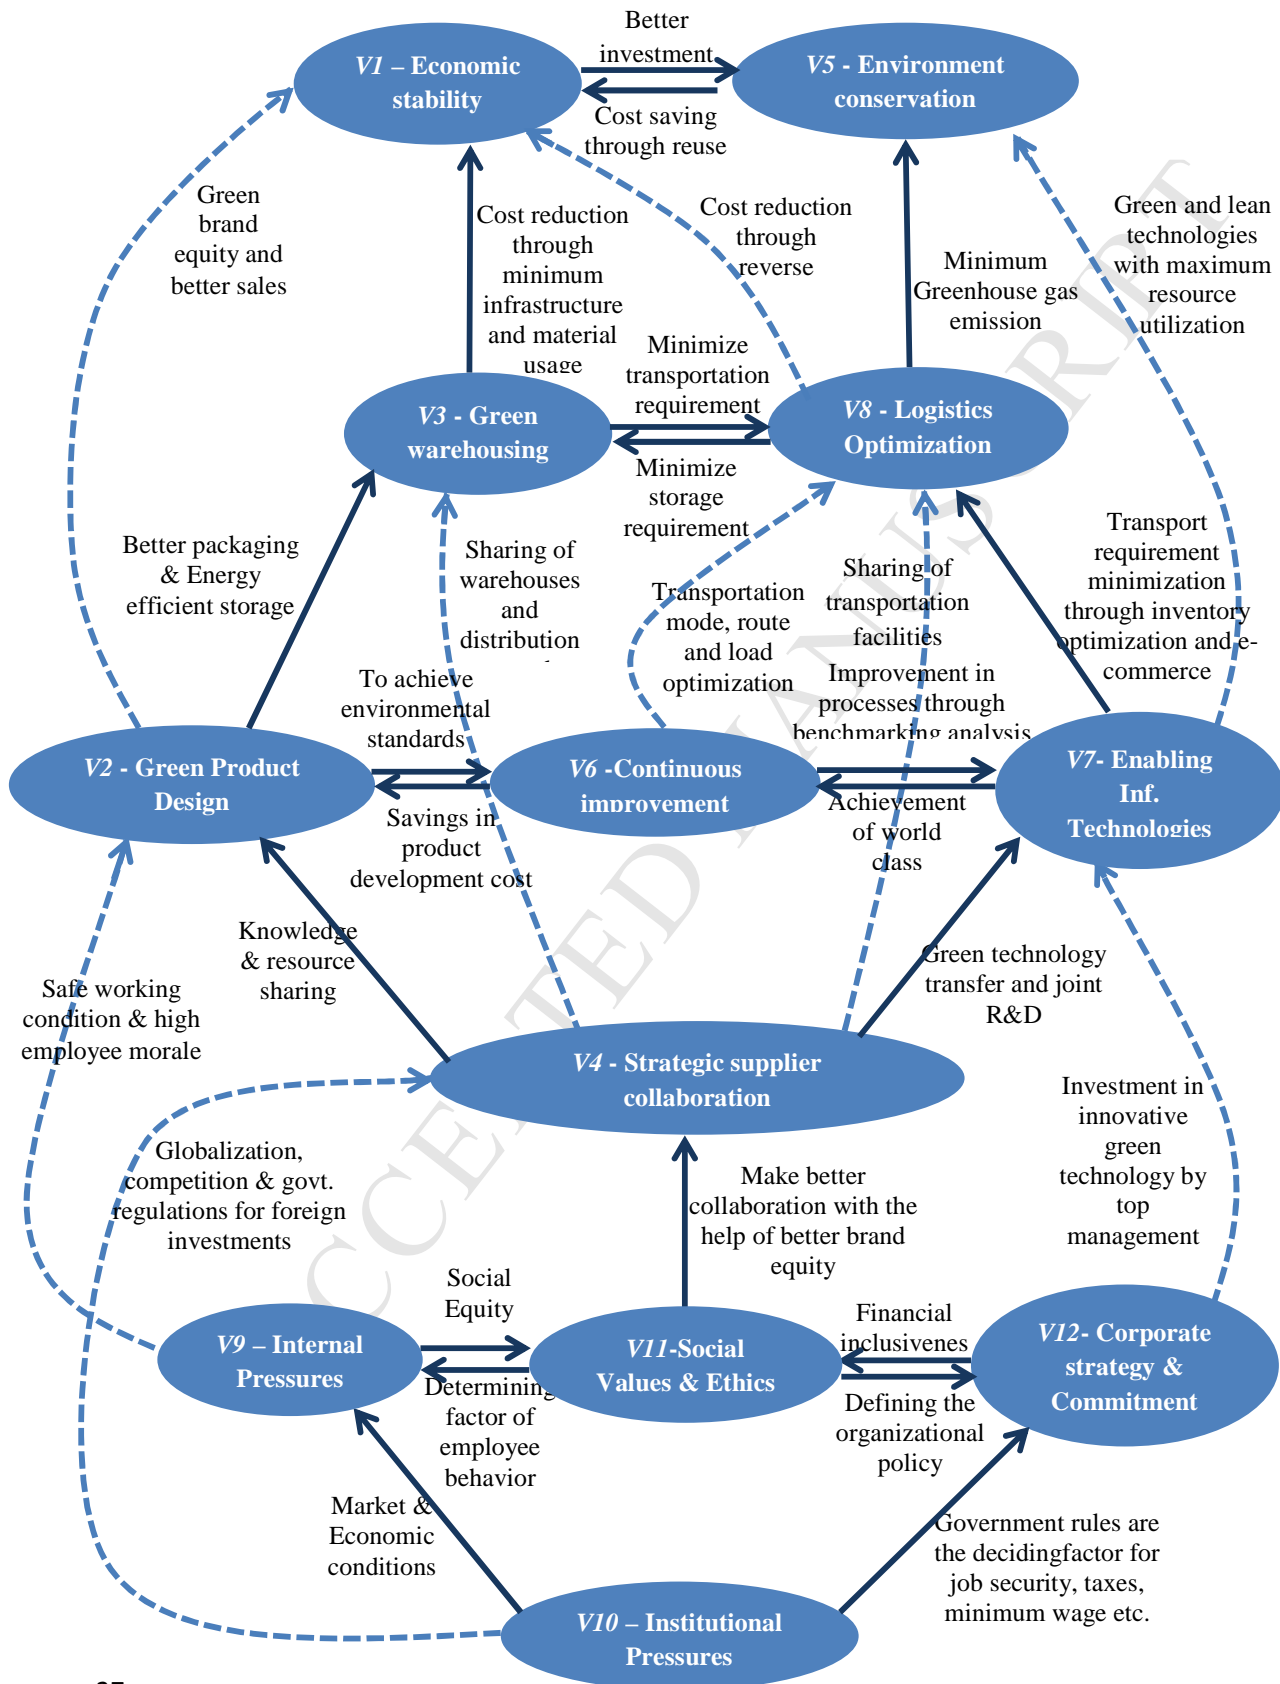 Better
investment
V1 – Economic
stability
V5 - Environment
conservation
Cost saving
through reuse
Green
brand
equity and
better sales
Cost reduction
through
minimum
infrastructure
and material
usage
Cost reduction
through
reverse
Minimum
Greenhouse gas
emission
Green and lean
technologies
with maximum
resource
utilization
Minimize
transportation
requirement
V3 - Green
warehousing
V8 - Logistics
Optimization
Minimize
storage
requirement
Better packaging
& Energy
efficient storage
Sharing of
warehouses
and
distribution
Transportation
mode, route
and load
optimization
Sharing of
transportation
facilities
Transport
requirement
minimization
through inventory
optimization and e-
commerce
To achieve
environmental
standards
Improvement in
processes through
benchmarking analysis
V2 - Green Product
Design
V6 -Continuous
improvement
V7- Enabling
Inf.
Technologies
Savings in
product
development cost
Achievement
of world
class
Knowledge
& resource
sharing
Green technology
transfer and joint
R&D
Safe working
condition & high
employee morale
V4 - Strategic supplier
collaboration
Investment in
innovative
green
technology by
top
management
Globalization,
competition & govt.
regulations for foreign
investments
Make better
collaboration with the
help of better brand
equity
Social
Equity
Financial
inclusivenes
V9 – Internal
Pressures
V11-Social
Values & Ethics
V12- Corporate
strategy &
Commitment
Determining
factor of
employee
behavior
Defining the
organizational
policy
Market &
Economic
conditions
Government rules are
the decidingfactor for
job security, taxes,
minimum wage etc.
V10 – Institutional
Pressures
CCEPTED MANUSCRIPT